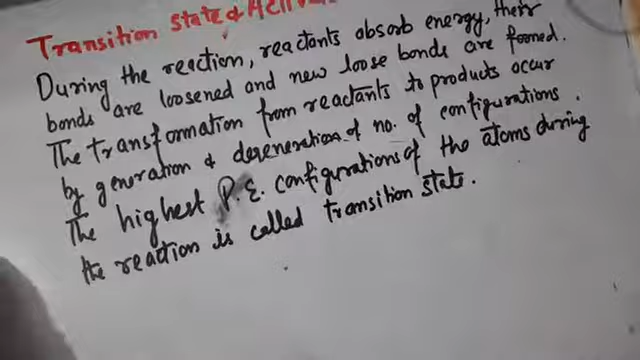 Transition State &
During the reaction, reactants absorb energy, their
bonds are loosened and new loose bonds are formed.
The transformation from reactants to products occur
by generation & degeneration of no. of configurations.
The highest P.E. configurations of the atoms during
the reaction is called transition state.